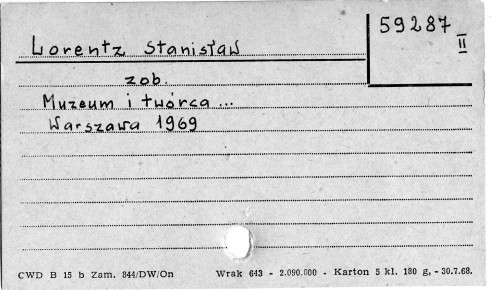 Lorentz Stanisław
59287
II
zob.
Muzeum i twórca ...
Warszawa 1969
CWD B 15 b Zam. 844/DW/On Wrak 643 - 2.090.000 - Karton 5 kl. 180 g, - 30.7.68.